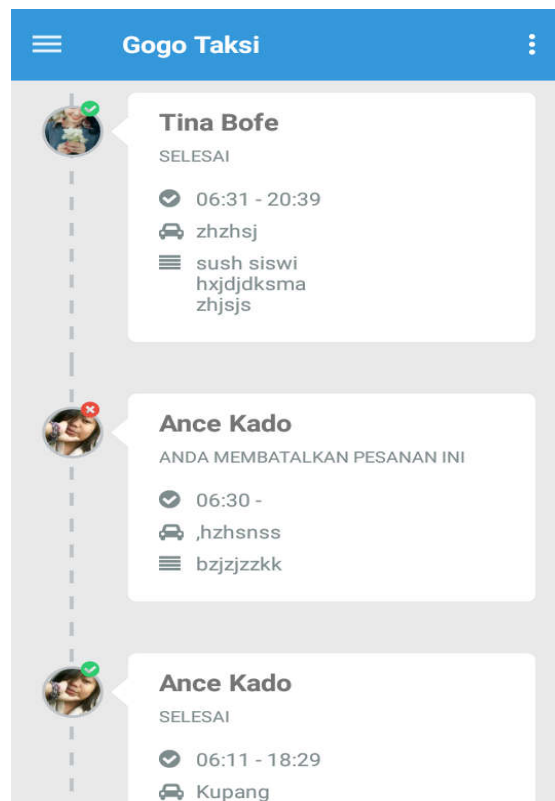 Gogo Taksi
Tina Bofe
SELESAI
06:31 - 20:39
zhzhsj
sush siswi
hxjdjdksma
zhjsjs
Ance Kado
ANDA MEMBATALKAN PESANAN INI
06:30 -
,hzhsnss
bzjzjzzkk
Ance Kado
SELESAI
06:11 - 18:29
Kupang